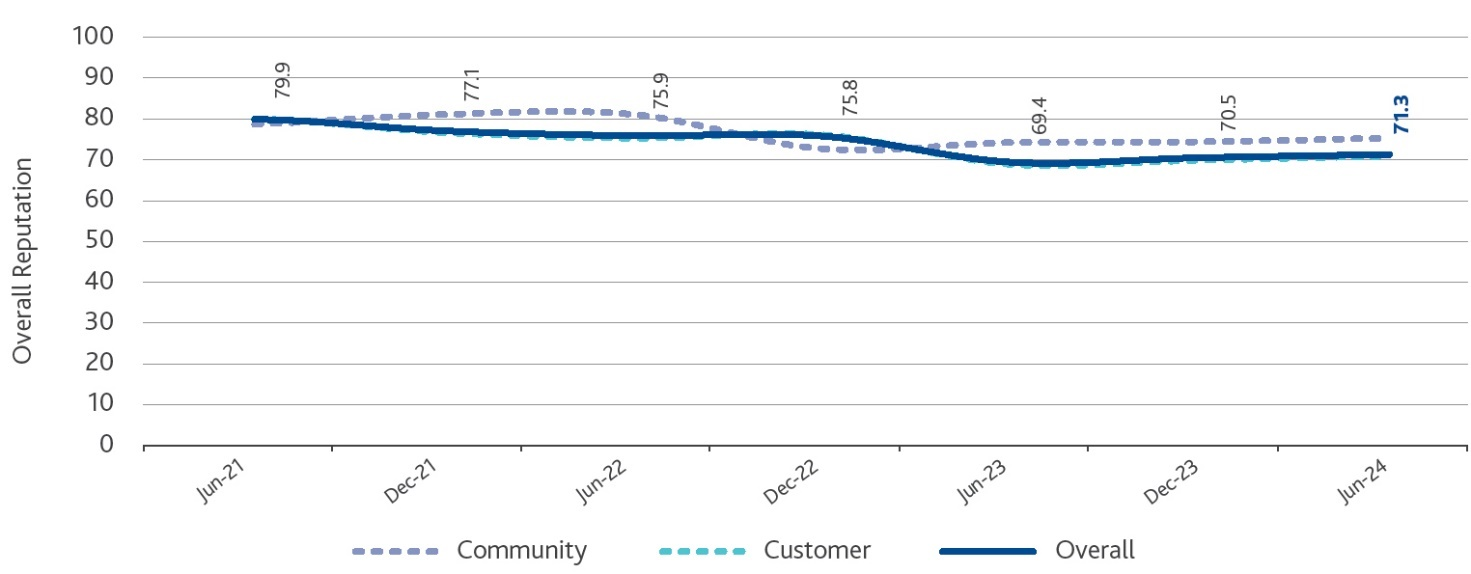 Overall Reputation
100
90
80
70
60
50
40
30
20
10
0
79.9
77.1
75.9
75.8
69.4
70.5
71.3
Jun-21
Dec-21
Jun-22
Dec-22
Jun-23
Dec-23
Jun-24
Community
Customer
Overall